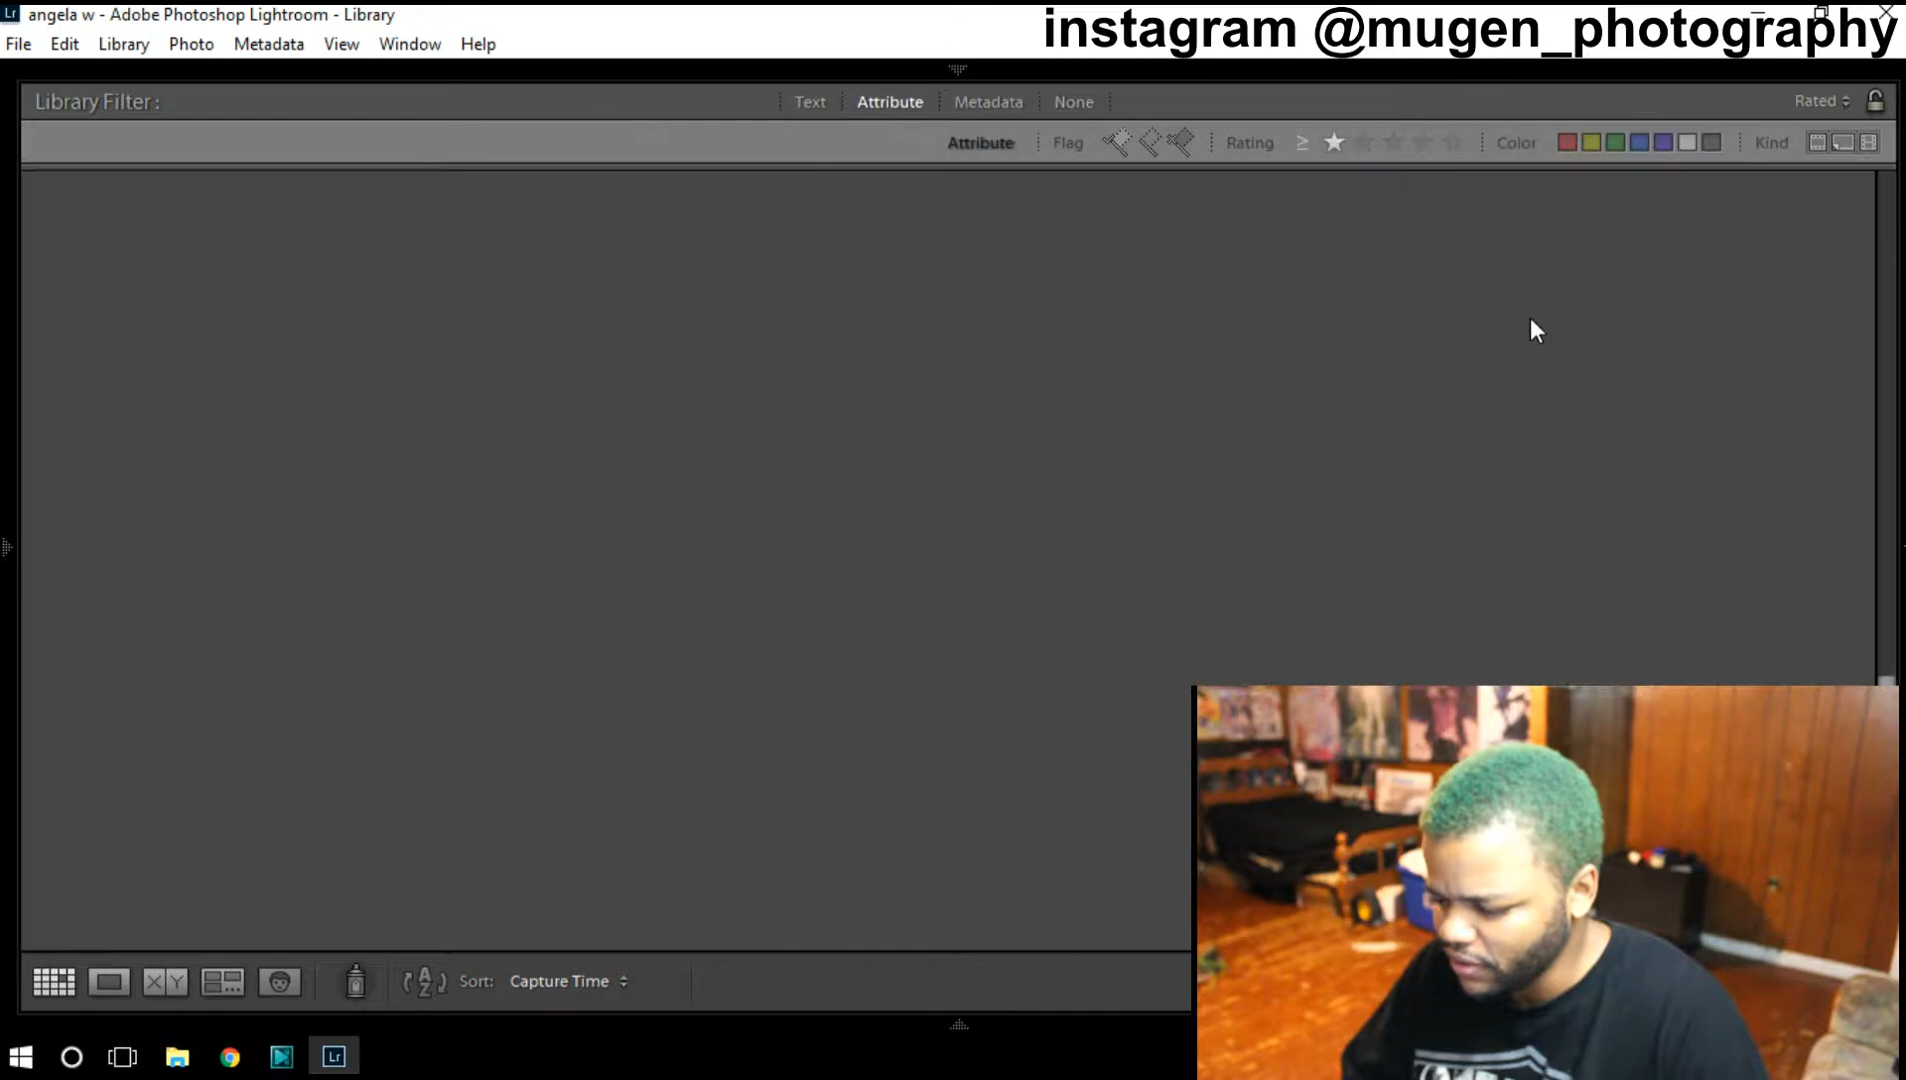 angela w - Adobe Photoshop Lightroom - Library
instagram @mugen_photography
File Edit Library Photo Metadata View Window Help
Library Filter : Text Attribute Metadata None Rated
Attribute Flag Rating ≥ Color Kind
Sort: Capture Time
Lr